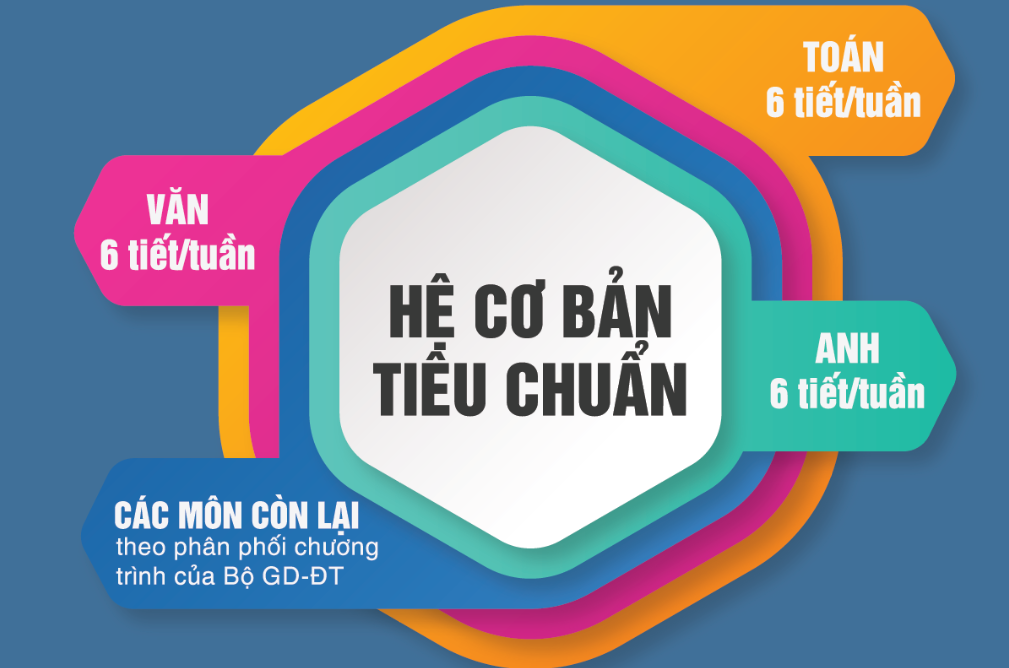 TOÁN
6 tiết/tuần
VĂN
6 tiết/tuần
HỆ CƠ BẢN
TIÊU CHUẨN
ANH
6 tiết/tuần
CÁC MÔN CÒN LẠI
theo phân phối chương
trình của Bộ GD-ĐT